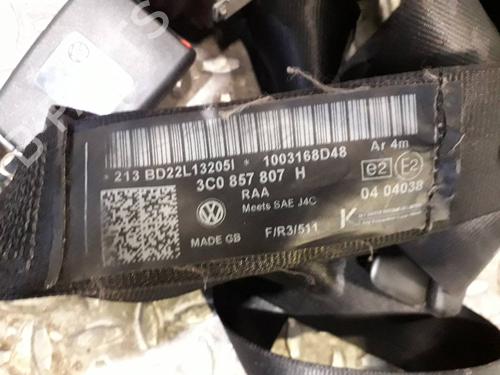 213 BD22L13205I * 1003168D48
3C0 857 807 H
RAA
Meets SAE J4C
MADE GB F/R3/511
Ar 4m
e2 E2
04 04038
K